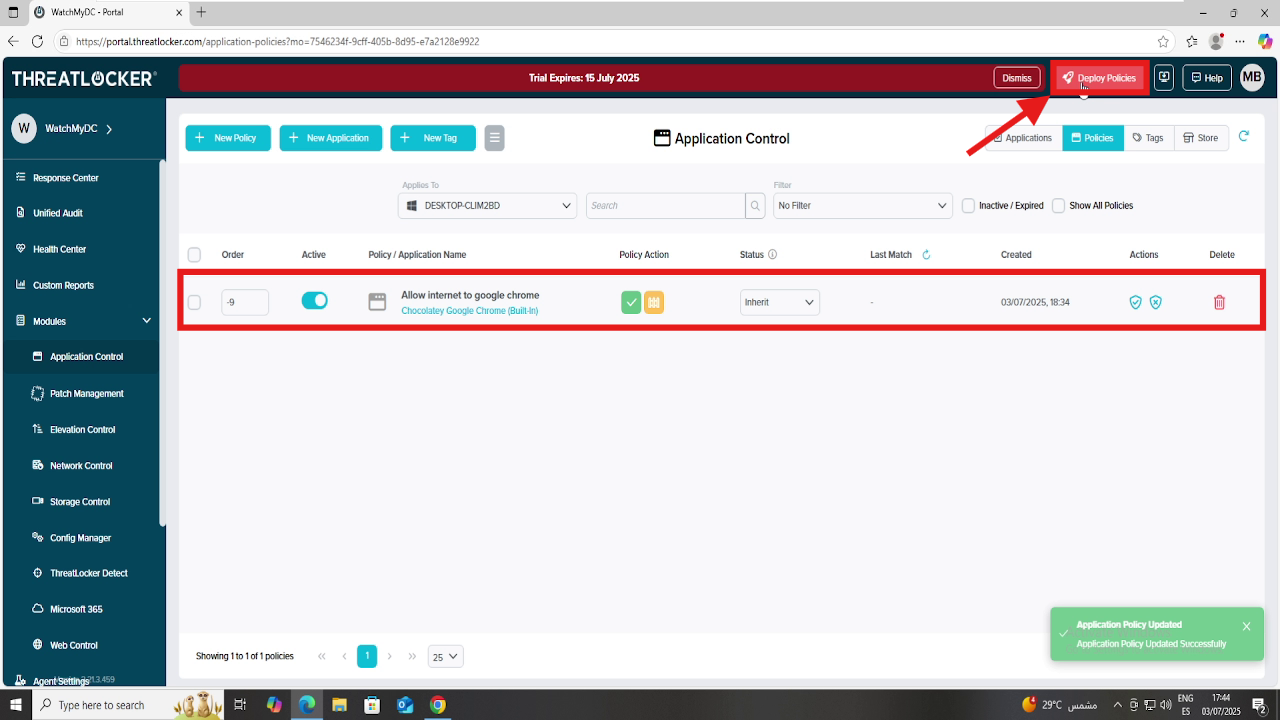 WatchMyDC - Portal
https://portal.threatlocker.com/application-policies?mo=7546234f-9cff-405b-8d95-e7a2128e9922
THREATLOCKER
Trial Expires: 15 July 2025
Dismiss
Deploy Policies
Help
MB
W
WatchMyDC
New Policy
New Application
New Tag
Application Control
Applications
Policies
Tags
Store
Response Center
Unified Audit
Health Center
Custom Reports
Modules
Application Control
Patch Management
Elevation Control
Network Control
Storage Control
Config Manager
ThreatLocker Detect
Microsoft 365
Web Control
Agent Settings
Applies To
Filter
DESKTOP-CLIM2BD
Search
No Filter
Inactive / Expired
Show All Policies
Order
Active
Policy / Application Name
Policy Action
Status
Last Match
Created
Actions
Delete
-9
Allow internet to google chrome
Chocolatey Google Chrome (Built-In)
Inherit
-
03/07/2025, 18:34
Application Policy Updated
Application Policy Updated Successfully
Showing 1 to 1 of 1 policies
1
25
Type here to search
29°C
مشمس
ENG
ES
17:44
03/07/2025
2